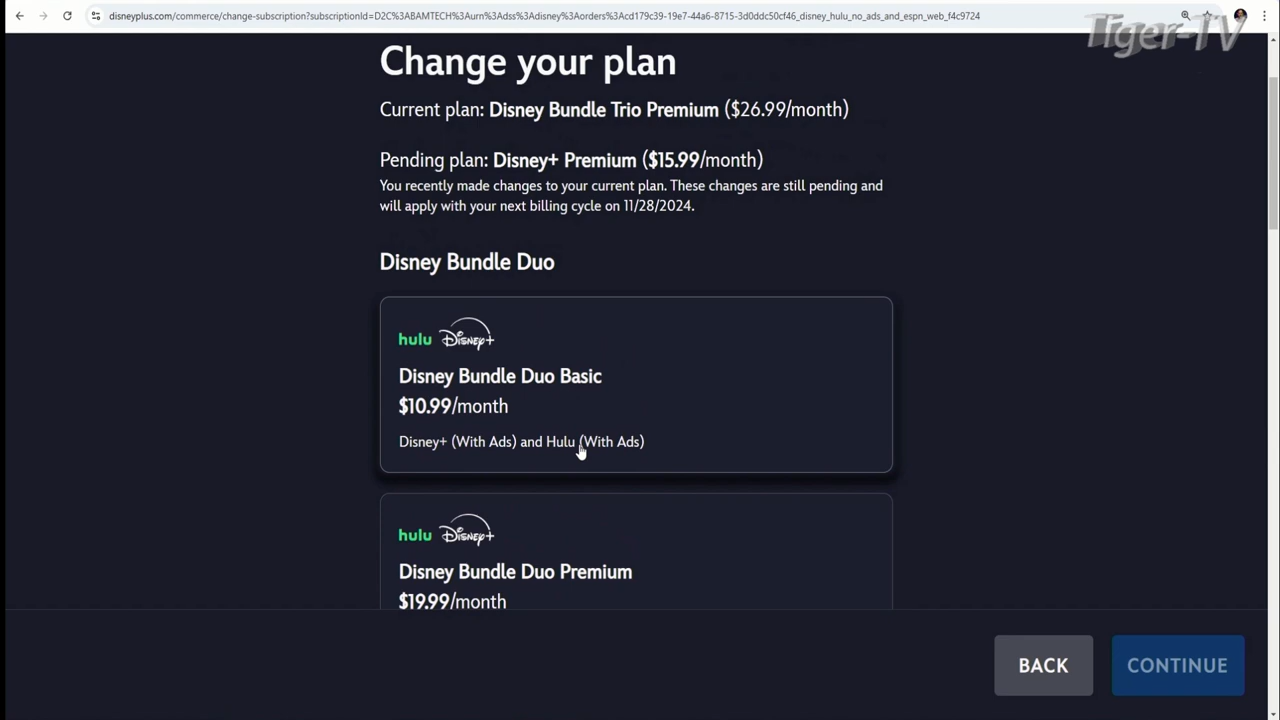 disneyplus.com/commerce/change-subscription?subscriptionId=D2C%3ABAMTECH%3Aurn%3Adss%3Adisney%3Aorders%3Acd179c39-19e7-44a6-8715-3d0ddc50cf46_disney_hulu_no_ads_and_espn_web_f4c9724
Tiger-TV
Change your plan
Current plan: Disney Bundle Trio Premium ($26.99/month)
Pending plan: Disney+ Premium ($15.99/month)
You recently made changes to your current plan. These changes are still pending and
will apply with your next billing cycle on 11/28/2024.
Disney Bundle Duo
hulu Disney+
Disney Bundle Duo Basic
$10.99/month
Disney+ (With Ads) and Hulu (With Ads)
hulu Disney+
Disney Bundle Duo Premium
$19.99/month
BACK
CONTINUE